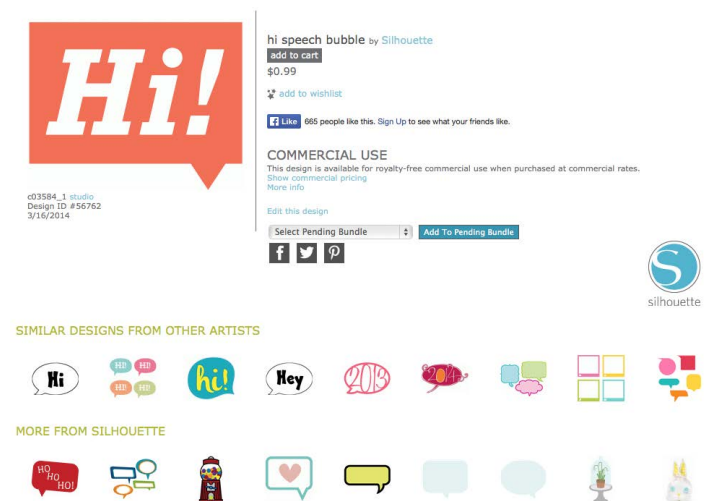 Hi!
hi speech bubble by Silhouette
add to cart
$0.99
add to wishlist
f Like 665 people like this. Sign Up to see what your friends like.
COMMERCIAL USE
This design is available for royalty-free commercial use when purchased at commercial rates.
Show commercial pricing
More info
c03584_1 studio
Design ID #56762
3/16/2014
Edit this design
Select Pending Bundle Add To Pending Bundle
S
silhouette
SIMILAR DESIGNS FROM OTHER ARTISTS
Hi
HI! HI!
HI! HI!
hi!
Hey
2013
2014
MORE FROM SILHOUETTE
HO
HO
HO!